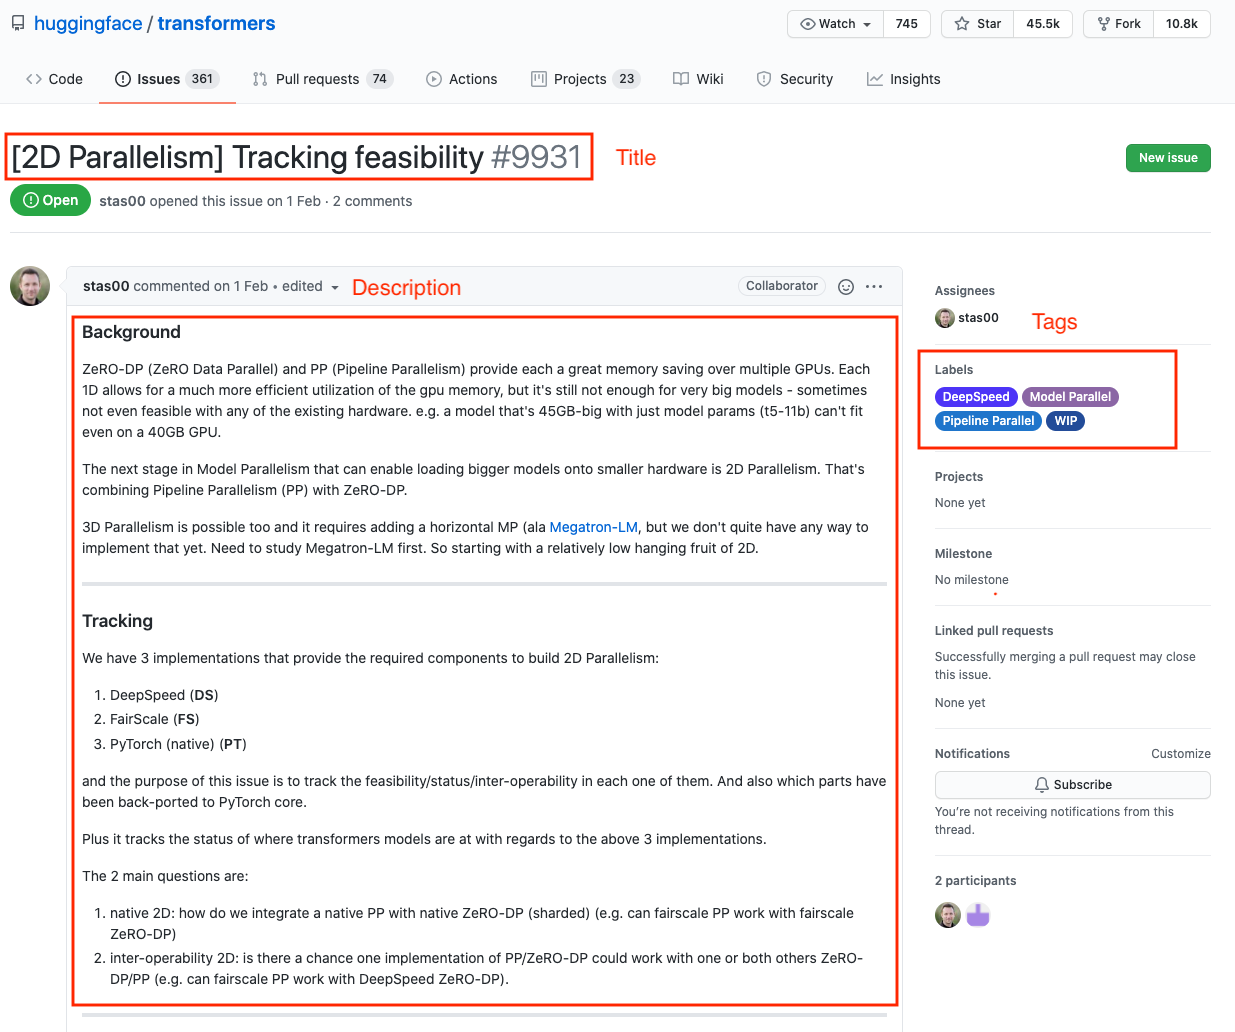 huggingface / transformers
Watch 745 Star 45.5k Fork 10.8k
Code Issues 361 Pull requests 74 Actions Projects 23 Wiki Security Insights
[2D Parallelism] Tracking feasibility #9931 Title
New issue
Open stas00 opened this issue on 1 Feb · 2 comments
stas00 commented on 1 Feb • edited Description Collaborator
Background
ZeRO-DP (ZeRO Data Parallel) and PP (Pipeline Parallelism) provide each a great memory saving over multiple GPUs. Each
1D allows for a much more efficient utilization of the gpu memory, but it's still not enough for very big models - sometimes
not even feasible with any of the existing hardware. e.g. a model that's 45GB-big with just model params (t5-11b) can't fit
even on a 40GB GPU.
The next stage in Model Parallelism that can enable loading bigger models onto smaller hardware is 2D Parallelism. That's
combining Pipeline Parallelism (PP) with ZeRO-DP.
3D Parallelism is possible too and it requires adding a horizontal MP (ala Megatron-LM, but we don't quite have any way to
implement that yet. Need to study Megatron-LM first. So starting with a relatively low hanging fruit of 2D.
Tracking
We have 3 implementations that provide the required components to build 2D Parallelism:
1. DeepSpeed (DS)
2. FairScale (FS)
3. PyTorch (native) (PT)
and the purpose of this issue is to track the feasibility/status/inter-operability in each one of them. And also which parts have
been back-ported to PyTorch core.
Plus it tracks the status of where transformers models are at with regards to the above 3 implementations.
The 2 main questions are:
1. native 2D: how do we integrate a native PP with native ZeRO-DP (sharded) (e.g. can fairscale PP work with fairscale
ZeRO-DP)
2. inter-operability 2D: is there a chance one implementation of PP/ZeRO-DP could work with one or both others ZeRO-
DP/PP (e.g. can fairscale PP work with DeepSpeed ZeRO-DP).
Assignees
stas00
Tags
Labels
DeepSpeed Model Parallel
Pipeline Parallel WIP
Projects
None yet
Milestone
No milestone
Linked pull requests
Successfully merging a pull request may close
this issue.
None yet
Notifications Customize
Subscribe
You're not receiving notifications from this
thread.
2 participants